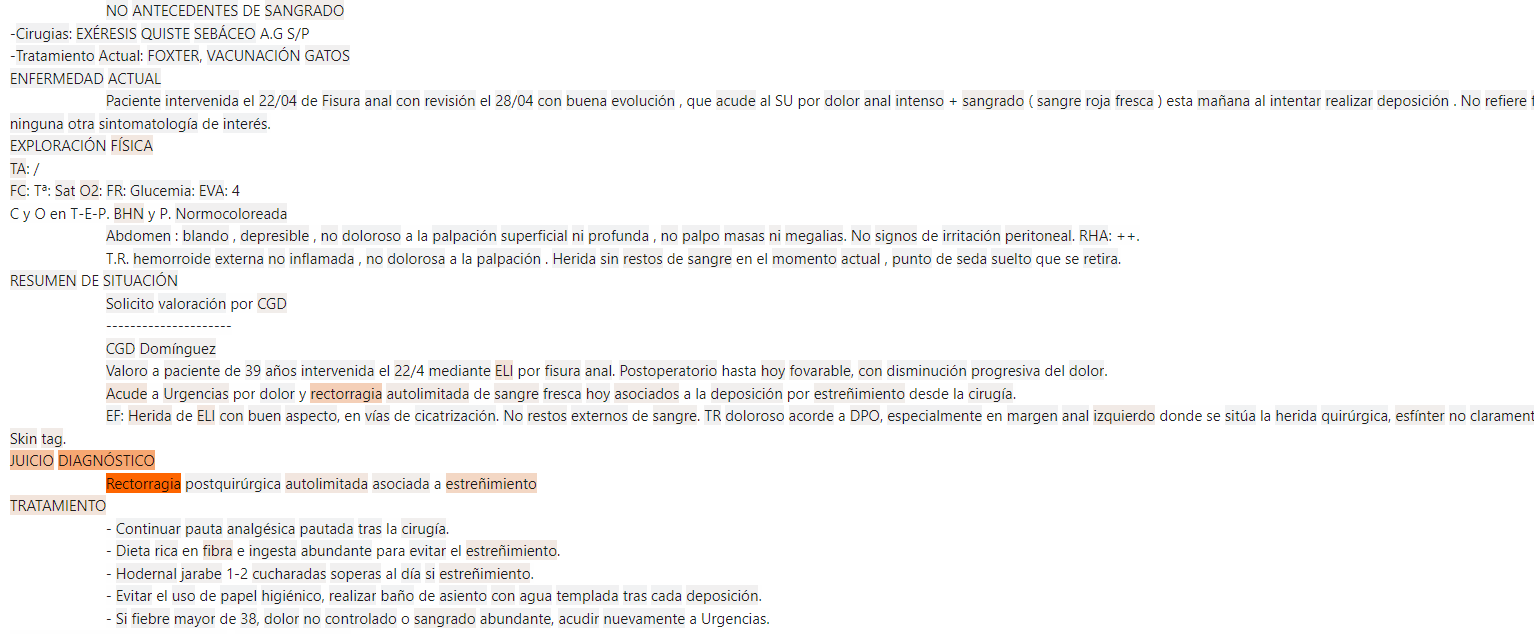 NO ANTECEDENTES DE SANGRADO
-Cirugias: EXÉRESIS QUISTE SEBÁCEO A.G S/P
-Tratamiento Actual: FOXTER, VACUNACIÓN GATOS
ENFERMEDAD ACTUAL
Paciente intervenida el 22/04 de Fisura anal con revisión el 28/04 con buena evolución , que acude al SU por dolor anal intenso + sangrado ( sangre roja fresca ) esta mañana al intentar realizar deposición . No refiere
ninguna otra sintomatología de interés.
EXPLORACIÓN FÍSICA
TA: /
FC: Tª: Sat O2: FR: Glucemia: EVA: 4
C y O en T-E-P. BHN y P. Normocoloreada
Abdomen : blando , depresible , no doloroso a la palpación superficial ni profunda , no palpo masas ni megalias. No signos de irritación peritoneal. RHA: ++.
T.R. hemorroide externa no inflamada , no dolorosa a la palpación . Herida sin restos de sangre en el momento actual , punto de seda suelto que se retira.
RESUMEN DE SITUACIÓN
Solicito valoración por CGD
---------------------
CGD Domínguez
Valoro a paciente de 39 años intervenida el 22/4 mediante ELI por fisura anal. Postoperatorio hasta hoy fovarable, con disminución progresiva del dolor.
Acude a Urgencias por dolor y rectorragia autolimitada de sangre fresca hoy asociados a la deposición por estreñimiento desde la cirugía.
EF: Herida de ELI con buen aspecto, en vías de cicatrización. No restos externos de sangre. TR doloroso acorde a DPO, especialmente en margen anal izquierdo donde se sitúa la herida quirúrgica, esfínter no clarament
Skin tag.
JUICIO DIAGNÓSTICO
Rectorragia postquirúrgica autolimitada asociada a estreñimiento
TRATAMIENTO
- Continuar pauta analgésica pautada tras la cirugía.
- Dieta rica en fibra e ingesta abundante para evitar el estreñimiento.
- Hodernal jarabe 1-2 cucharadas soperas al día si estreñimiento.
- Evitar el uso de papel higiénico, realizar baño de asiento con agua templada tras cada deposición.
- Si fiebre mayor de 38, dolor no controlado o sangrado abundante, acudir nuevamente a Urgencias.